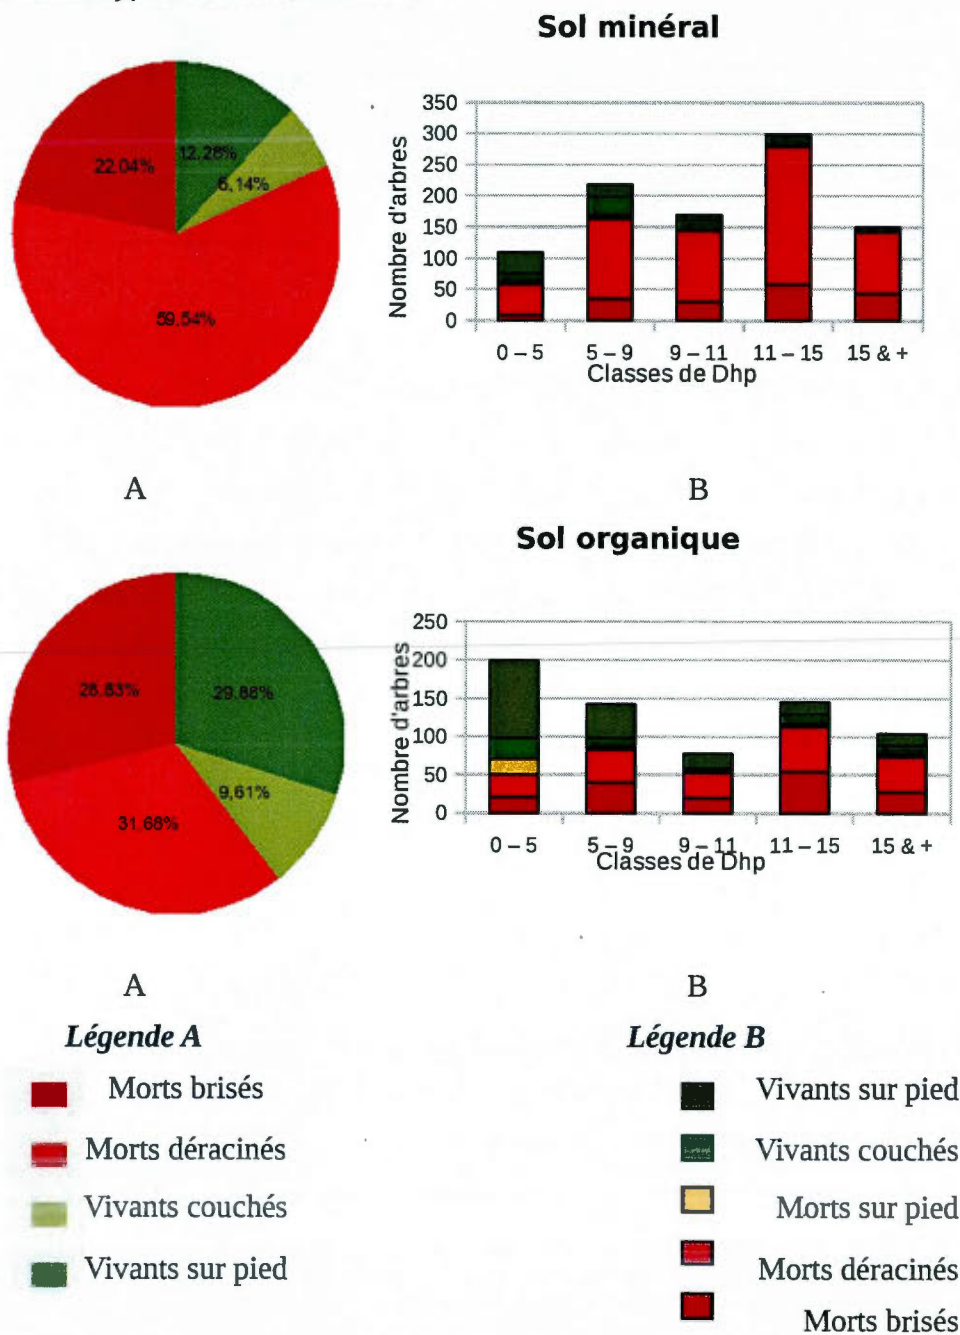 Sol minéral
22.04%
12.28%
6,14%
59.54%
Nombre d'arbres
350
300
250
200
150
100
50
0
0 – 5
5 – 9
9 – 11
11 – 15
15 & +
Classes de Dhp
A
B
Sol organique
28.83%
29.88%
9,61%
31.68%
Nombre d'arbres
250
200
150
100
50
0
0 – 5
5 – 9
9 – 11
11 – 15
15 & +
Classes de Dhp
A
B
Légende A
Morts brisés
Morts déracinés
Vivants couchés
Vivants sur pied
Légende B
Vivants sur pied
Vivants couchés
Morts sur pied
Morts déracinés
Morts brisés